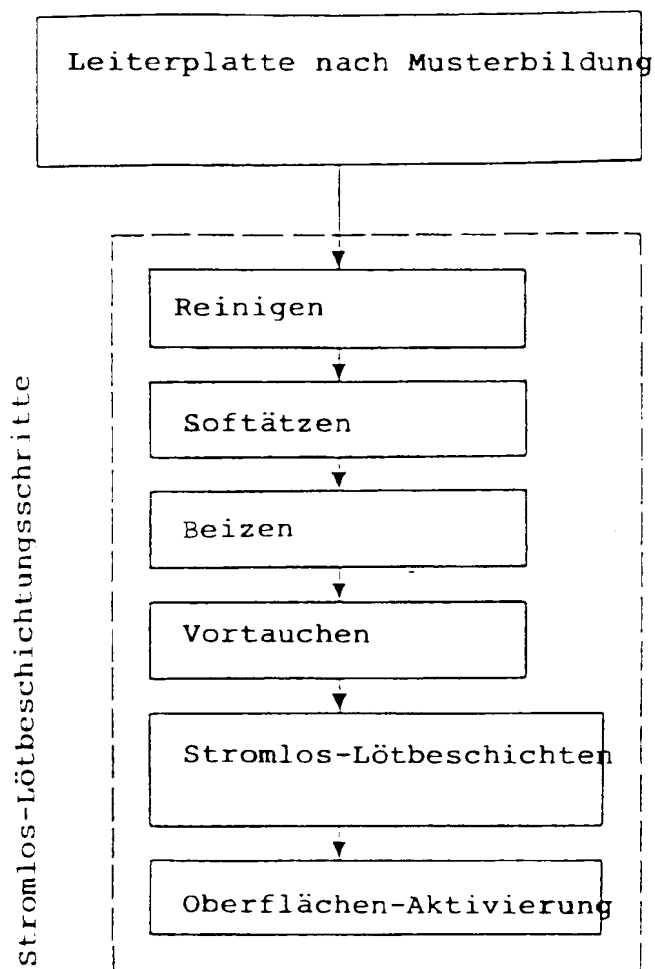 Leiterplatte nach Musterbildung
Reinigen
Softätzen
Beizen
Vortauchen
Stromlos-Lötbeschichten
Oberflächen-Aktivierung
Stromlos-Lötbeschichtungsschritte